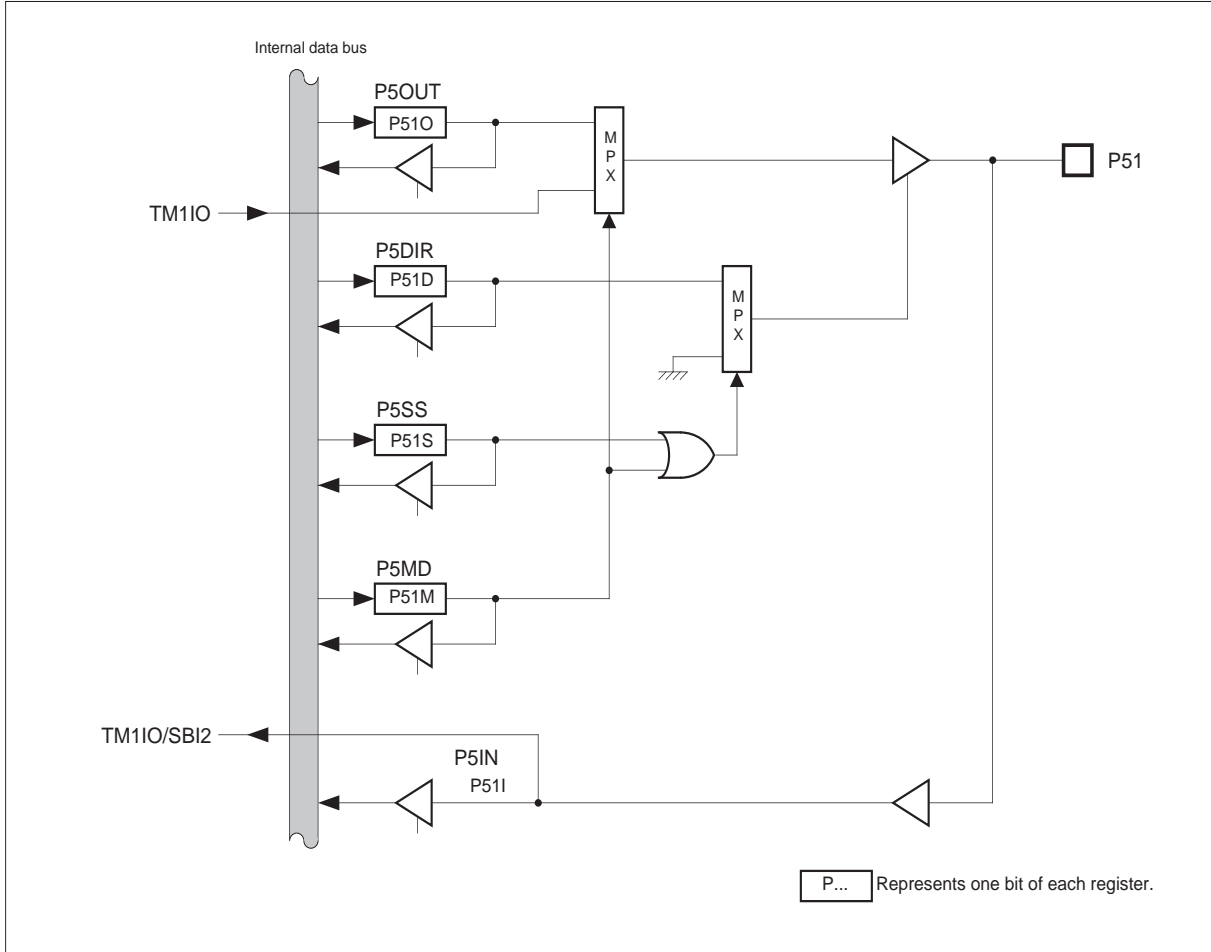 Internal data bus
P5OUT
P51O
M
P
X
P51
TM1IO
P5DIR
P51D
M
P
X
P5SS
P51S
P5MD
P51M
TM1IO/SBI2
P5IN
P51I
P... Represents one bit of each register.